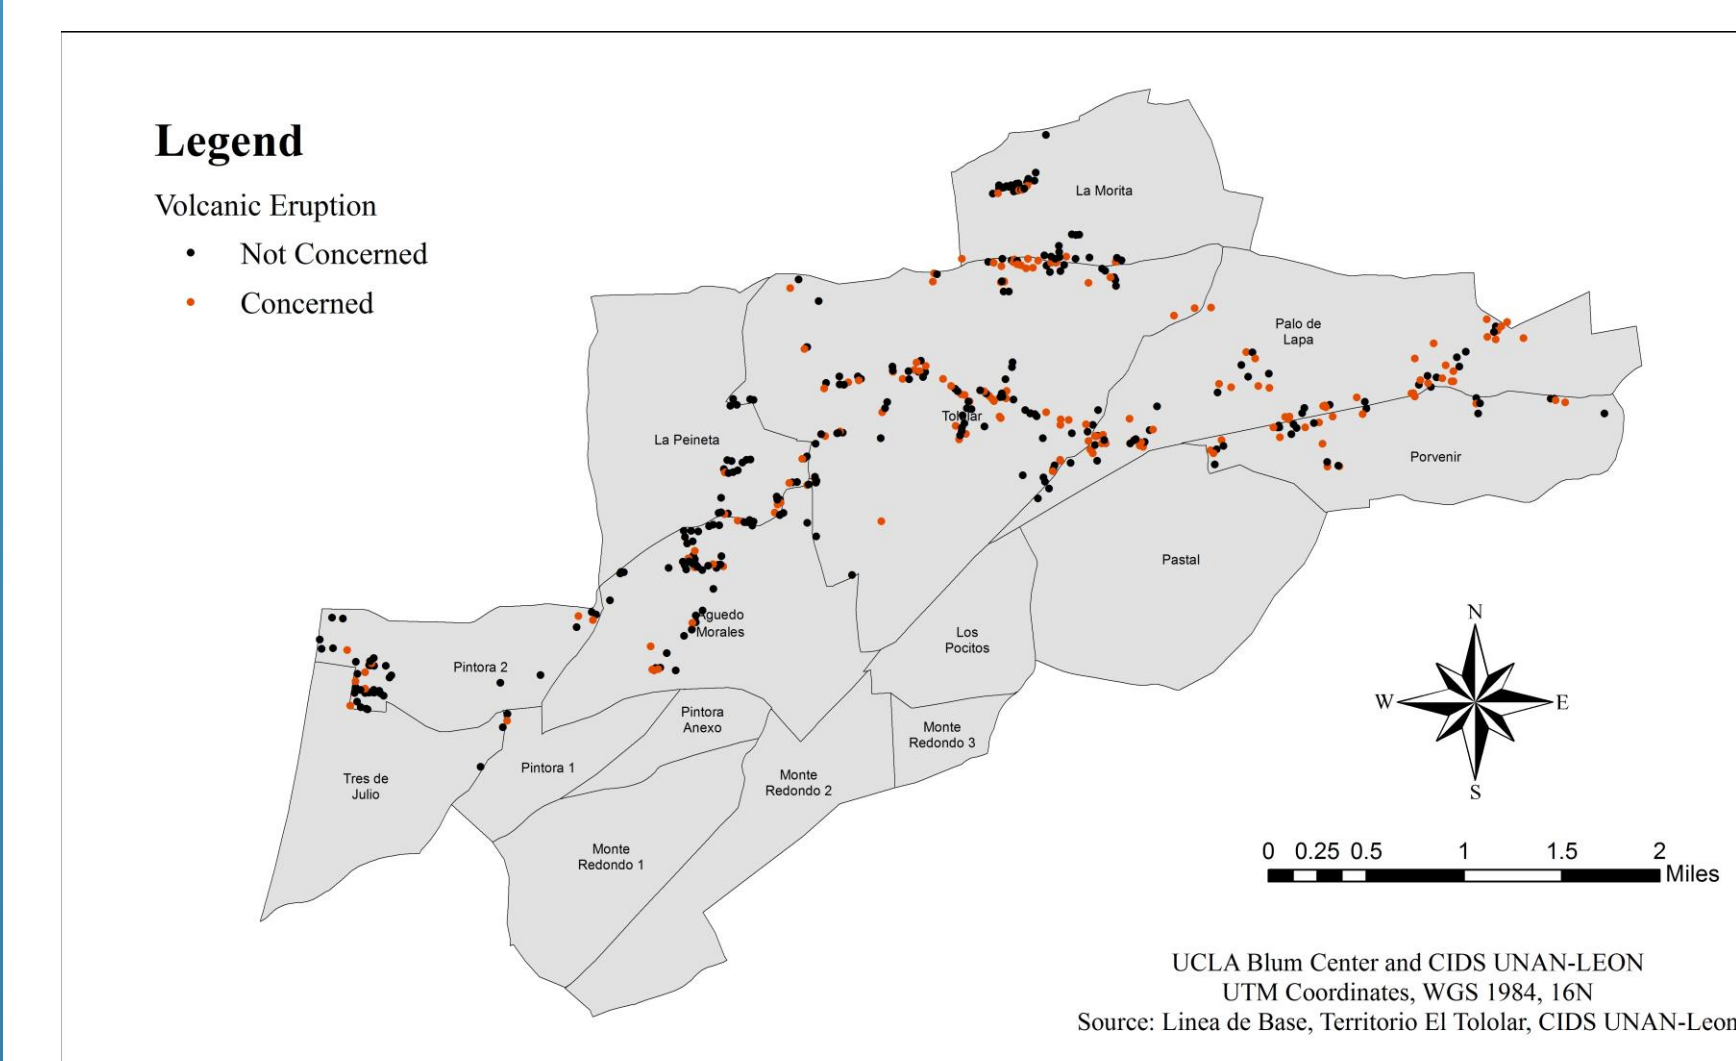 Legend
Volcanic Eruption
Not Concerned
Concerned
La Morita
Palo de
Lapa
Tololar
La Peineta
Porvenir
Pastal
Aguedo
Morales
Los
Pocitos
Pintora 2
Pintora
Anexo
Monte
Redondo 3
Pintora 1
Tres de
Julio
Monte
Redondo 2
Monte
Redondo 1
N
W
E
S
0 0.25 0.5 1 1.5 2
Miles
UCLA Blum Center and CIDS UNAN-LEON
UTM Coordinates, WGS 1984, 16N
Source: Linea de Base, Territorio El Tololar, CIDS UNAN-Leon